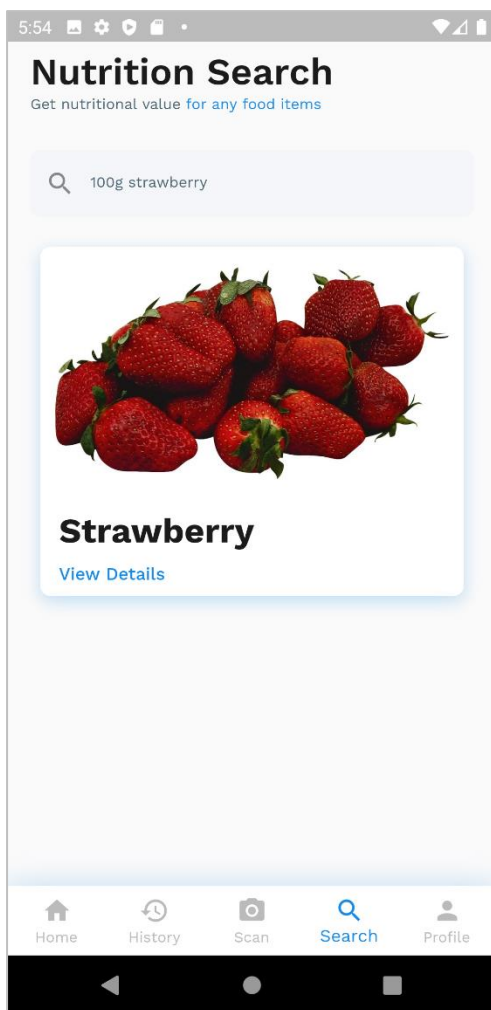 5:54
Nutrition Search
Get nutritional value for any food items
100g strawberry
Strawberry
View Details
Home History Scan Search Profile